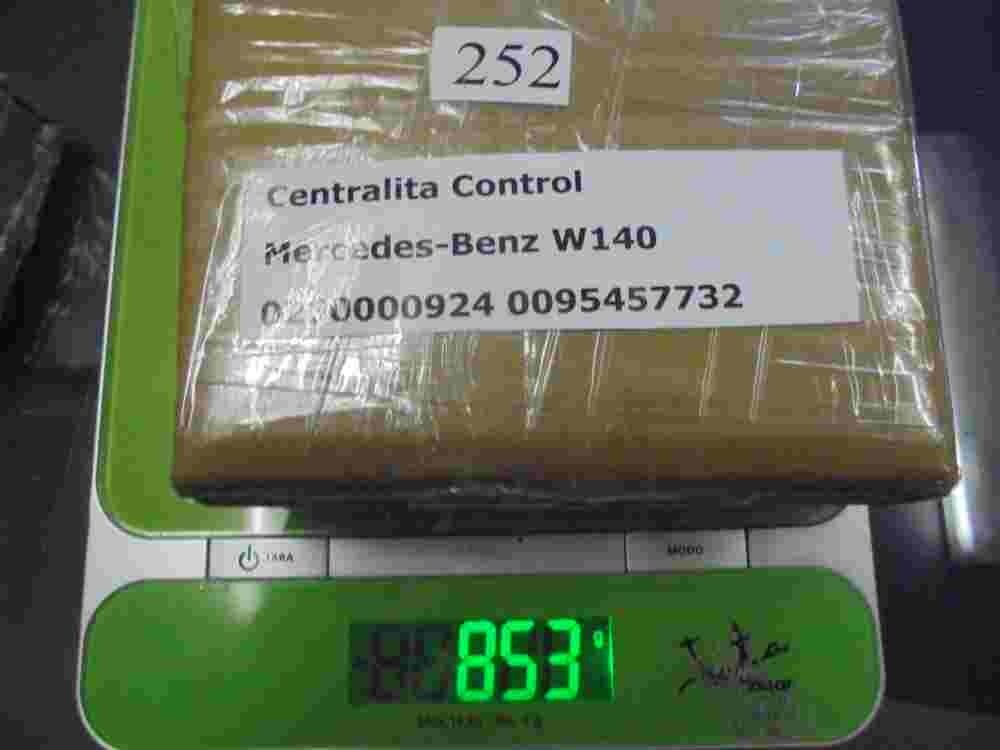 252
Centralita Control
Mercedes-Benz W140
0095457732
TARA
MODO
853